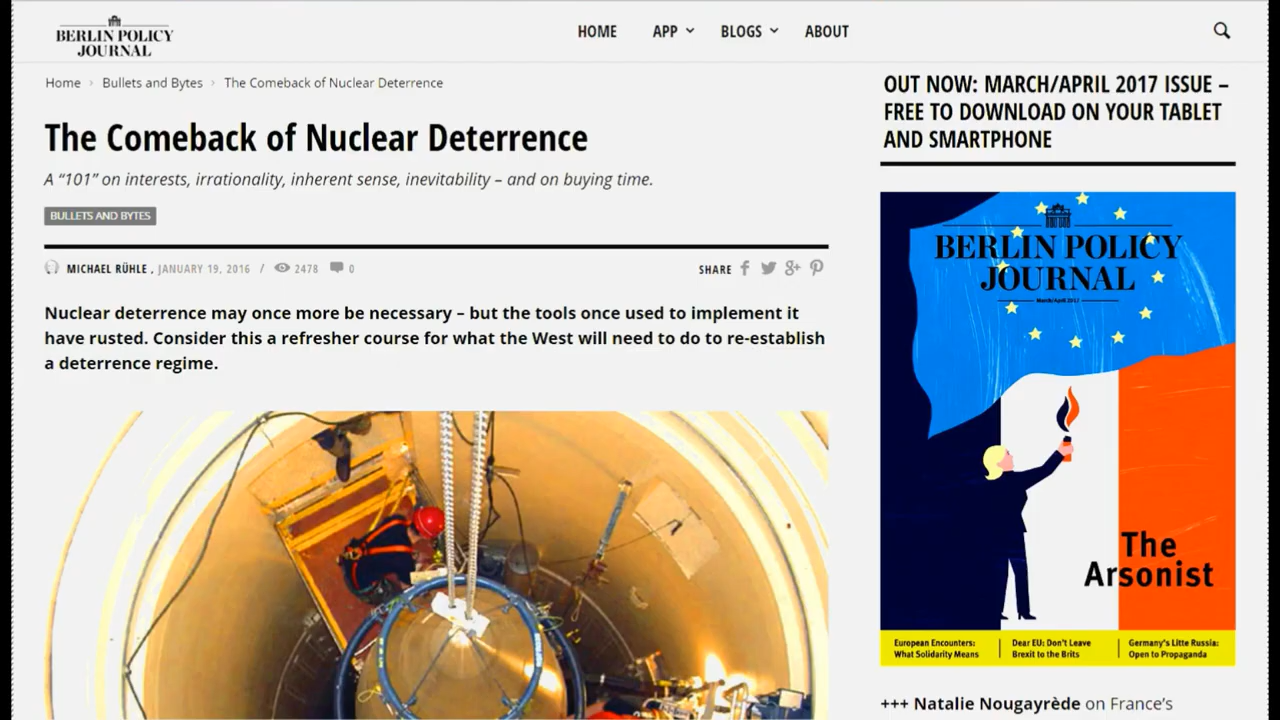 BERLIN POLICY
JOURNAL
HOME
APP
BLOGS
ABOUT
Home › Bullets and Bytes › The Comeback of Nuclear Deterrence
The Comeback of Nuclear Deterrence
A “101” on interests, irrationality, inherent sense, inevitability – and on buying time.
BULLETS AND BYTES
MICHAEL RÜHLE , JANUARY 19, 2016 / 2478 0
SHARE
Nuclear deterrence may once more be necessary – but the tools once used to implement it
have rusted. Consider this a refresher course for what the West will need to do to re-establish
a deterrence regime.
OUT NOW: MARCH/APRIL 2017 ISSUE –
FREE TO DOWNLOAD ON YOUR TABLET
AND SMARTPHONE
BERLIN POLICY
JOURNAL
March/April 2017
The
Arsonist
European Encounters:
What Solidarity Means
Dear EU: Don't Leave
Brexit to the Brits
Germany's Litte Russia:
Open to Propaganda
+++ Natalie Nougayrède on France’s